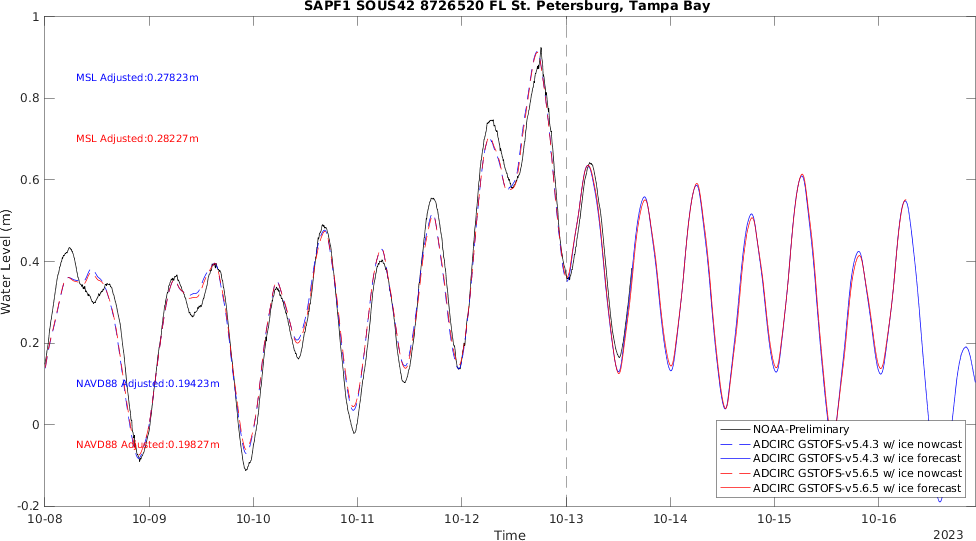 SAPF1 SOUS42 8726520 FL St. Petersburg, Tampa Bay
1
0.8
0.6
0.4
0.2
0
-0.2
Water Level (m)
MSL Adjusted:0.27823m
MSL Adjusted:0.28227m
NAVD88 Adjusted:0.19423m
NAVD88 Adjusted:0.19827m
NOAA-Preliminary
ADCIRC GSTOFS-v5.4.3 w/ ice nowcast
ADCIRC GSTOFS-v5.4.3 w/ ice forecast
ADCIRC GSTOFS-v5.6.5 w/ ice nowcast
ADCIRC GSTOFS-v5.6.5 w/ ice forecast
10-08 10-09 10-10 10-11 10-12 10-13 10-14 10-15 10-16
Time
2023